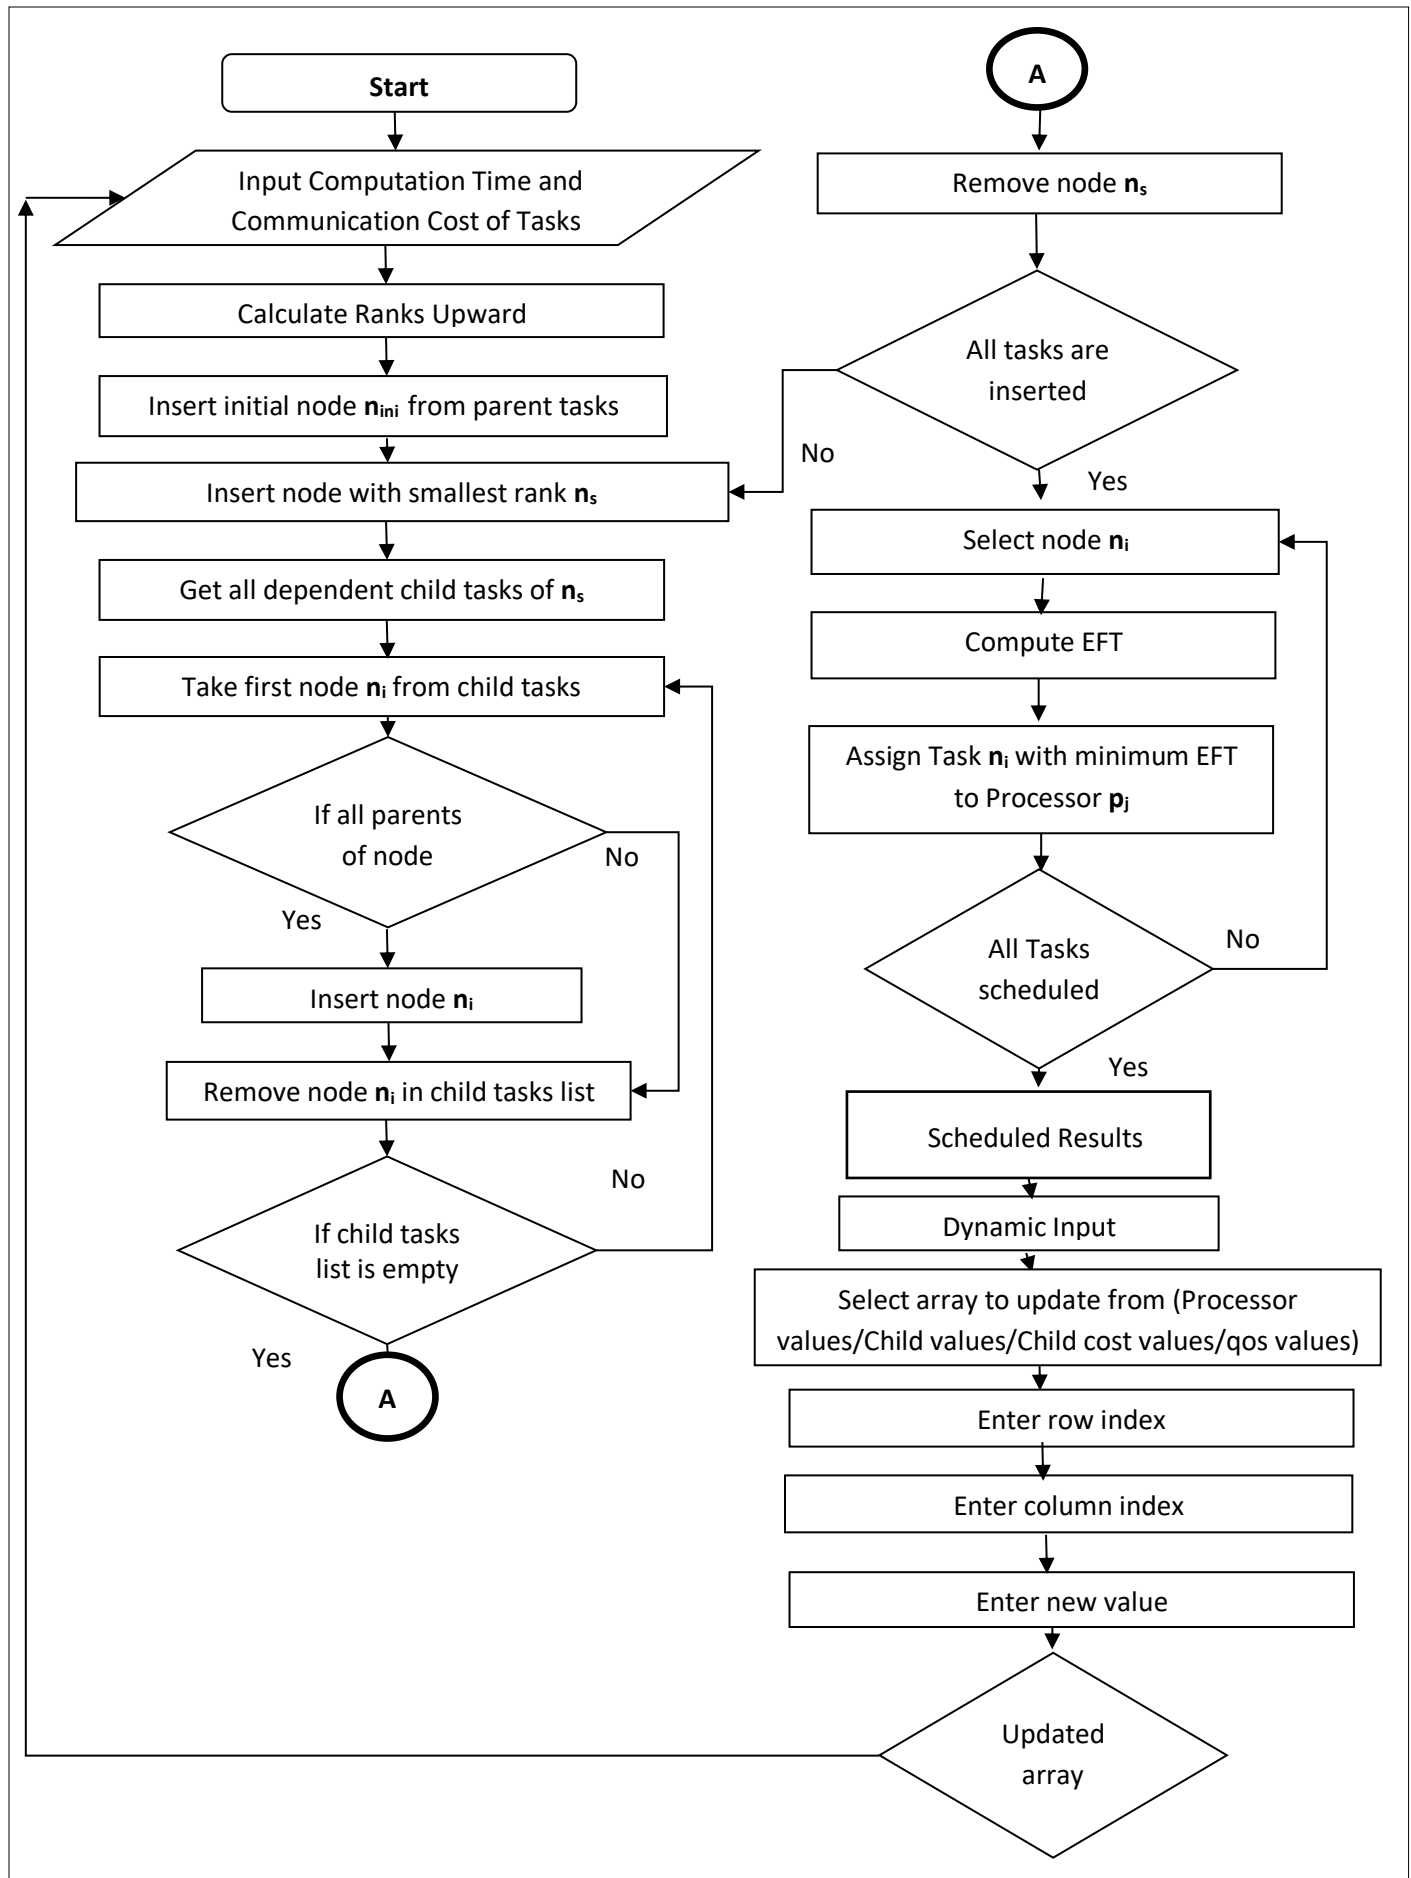 Start
Input Computation Time and
Communication Cost of Tasks
Calculate Ranks Upward
Insert initial node nini from parent tasks
Insert node with smallest rank ns
Get all dependent child tasks of ns
Take first node ni from child tasks
If all parents
of node
No
Yes
Insert node ni
Remove node ni in child tasks list
No
If child tasks
list is empty
Yes
A
A
Remove node ns
All tasks are
inserted
No
Yes
Select node ni
Compute EFT
Assign Task ni with minimum EFT
to Processor pj
All Tasks
scheduled
No
Yes
Scheduled Results
Dynamic Input
Select array to update from (Processor
values/Child values/Child cost values/qos values)
Enter row index
Enter column index
Enter new value
Updated
array